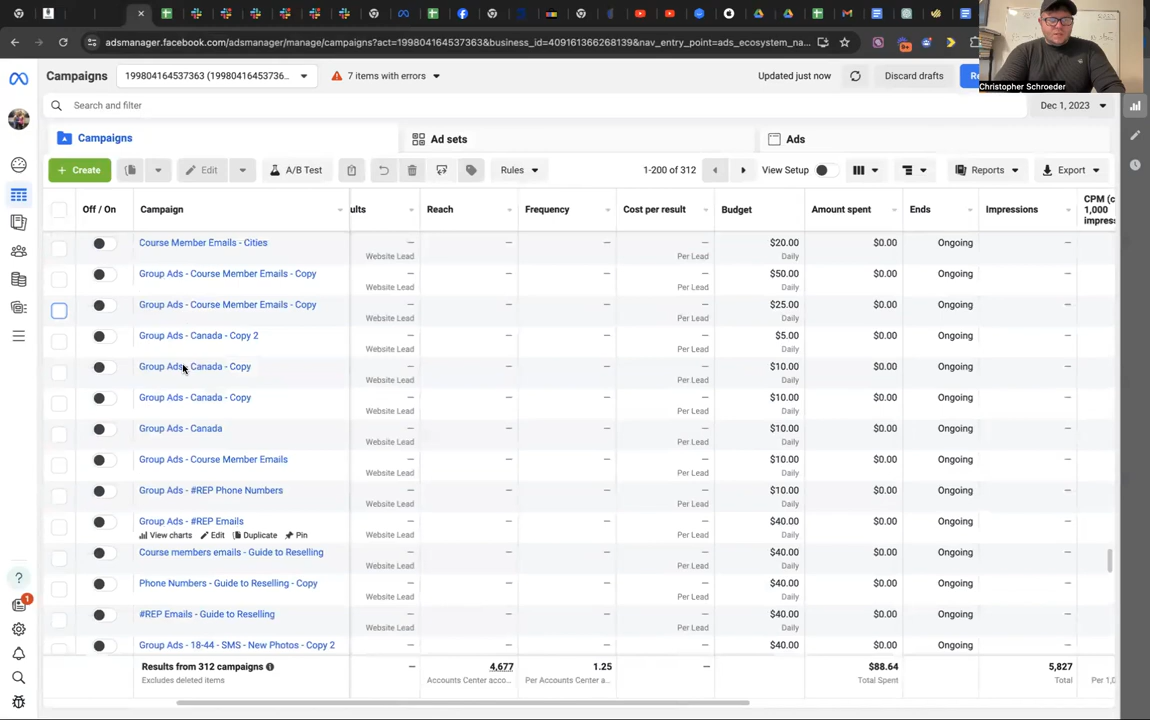 adsmanager.facebook.com/adsmanager/manage/campaigns?act=199804164537363&business_id=409161366268139&nav_entry_point=ads_ecosystem_na...
Christopher Schroeder
Campaigns
199804164537363 (19980416453736...
7 items with errors
Updated just now
Discard drafts
Search and filter
Dec 1, 2023
Campaigns
Ad sets
Ads
+ Create
Edit
A/B Test
Rules
1-200 of 312
View Setup
Reports
Export
Off / On
Campaign
ults
Reach
Frequency
Cost per result
Budget
Amount spent
Ends
Impressions
CPM (c
1,000
impres
Course Member Emails - Cities — — — — $20.00 $0.00 Ongoing —
Website Lead Per Lead Daily
Group Ads - Course Member Emails - Copy — — — — $50.00 $0.00 Ongoing —
Website Lead Per Lead Daily
Group Ads - Course Member Emails - Copy — — — — $25.00 $0.00 Ongoing —
Website Lead Per Lead Daily
Group Ads - Canada - Copy 2 — — — — $5.00 $0.00 Ongoing —
Website Lead Per Lead Daily
Group Ads - Canada - Copy — — — — $10.00 $0.00 Ongoing —
Website Lead Per Lead Daily
Group Ads - Canada - Copy — — — — $10.00 $0.00 Ongoing —
Website Lead Per Lead Daily
Group Ads - Canada — — — — $10.00 $0.00 Ongoing —
Website Lead Per Lead Daily
Group Ads - Course Member Emails — — — — $10.00 $0.00 Ongoing —
Website Lead Per Lead Daily
Group Ads - #REP Phone Numbers — — — — $10.00 $0.00 Ongoing —
Website Lead Per Lead Daily
Group Ads - #REP Emails — — — — $40.00 $0.00 Ongoing —
View charts Edit Duplicate Pin Website Lead Per Lead Daily
Course members emails - Guide to Reselling — — — — $40.00 $0.00 Ongoing —
Website Lead Per Lead Daily
Phone Numbers - Guide to Reselling - Copy — — — — $40.00 $0.00 Ongoing —
Website Lead Per Lead Daily
#REP Emails - Guide to Reselling — — — — $40.00 $0.00 Ongoing —
Website Lead Per Lead Daily
Group Ads - 18-44 - SMS - New Photos - Copy 2 — — — — $40.00 $0.00 Ongoing —
Results from 312 campaigns — 4,677 1.25 — $88.64 5,827
Excludes deleted items Accounts Center acco... Per Accounts Center a... Total Spent Total Per 1,0
? 1